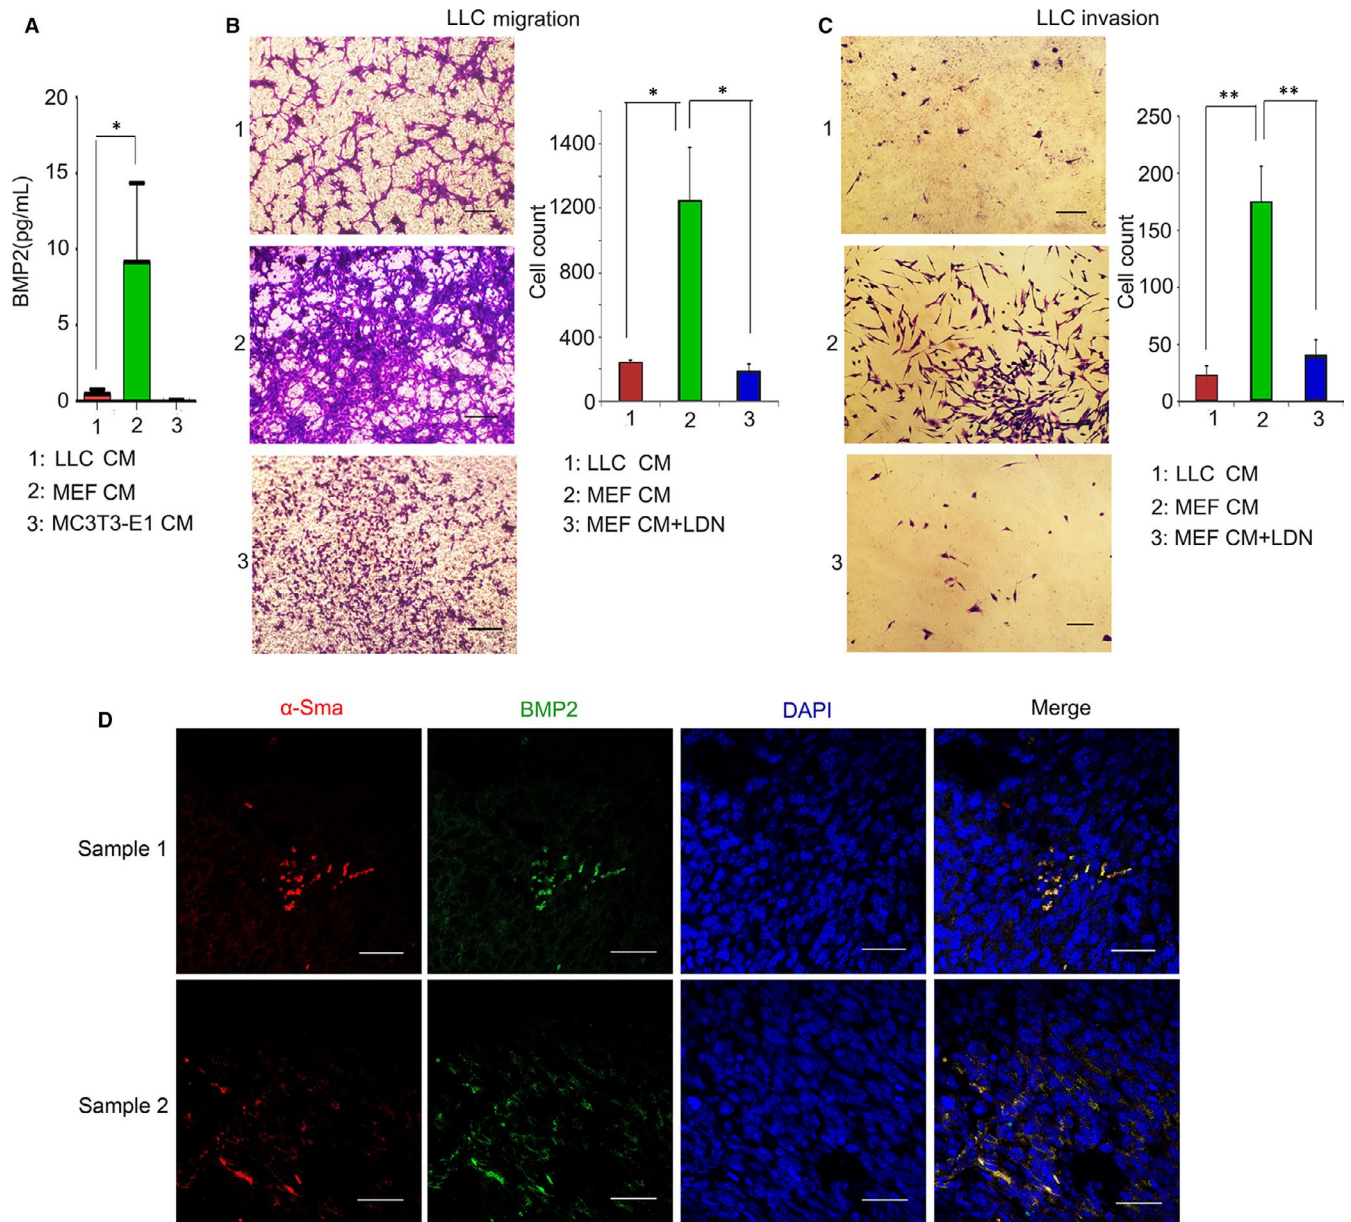 A
BMP2(pg/mL)
20
15
10
5
0
*
1 2 3
1: LLC CM
2: MEF CM
3: MC3T3-E1 CM
B
LLC migration
1
2
3
Cell count
1400
1200
800
400
0
* *
1 2 3
1: LLC CM
2: MEF CM
3: MEF CM+LDN
C
LLC invasion
1
2
3
Cell count
250
200
150
100
50
0
** **
1 2 3
1: LLC CM
2: MEF CM
3: MEF CM+LDN
D
α-Sma BMP2 DAPI Merge
Sample 1
Sample 2